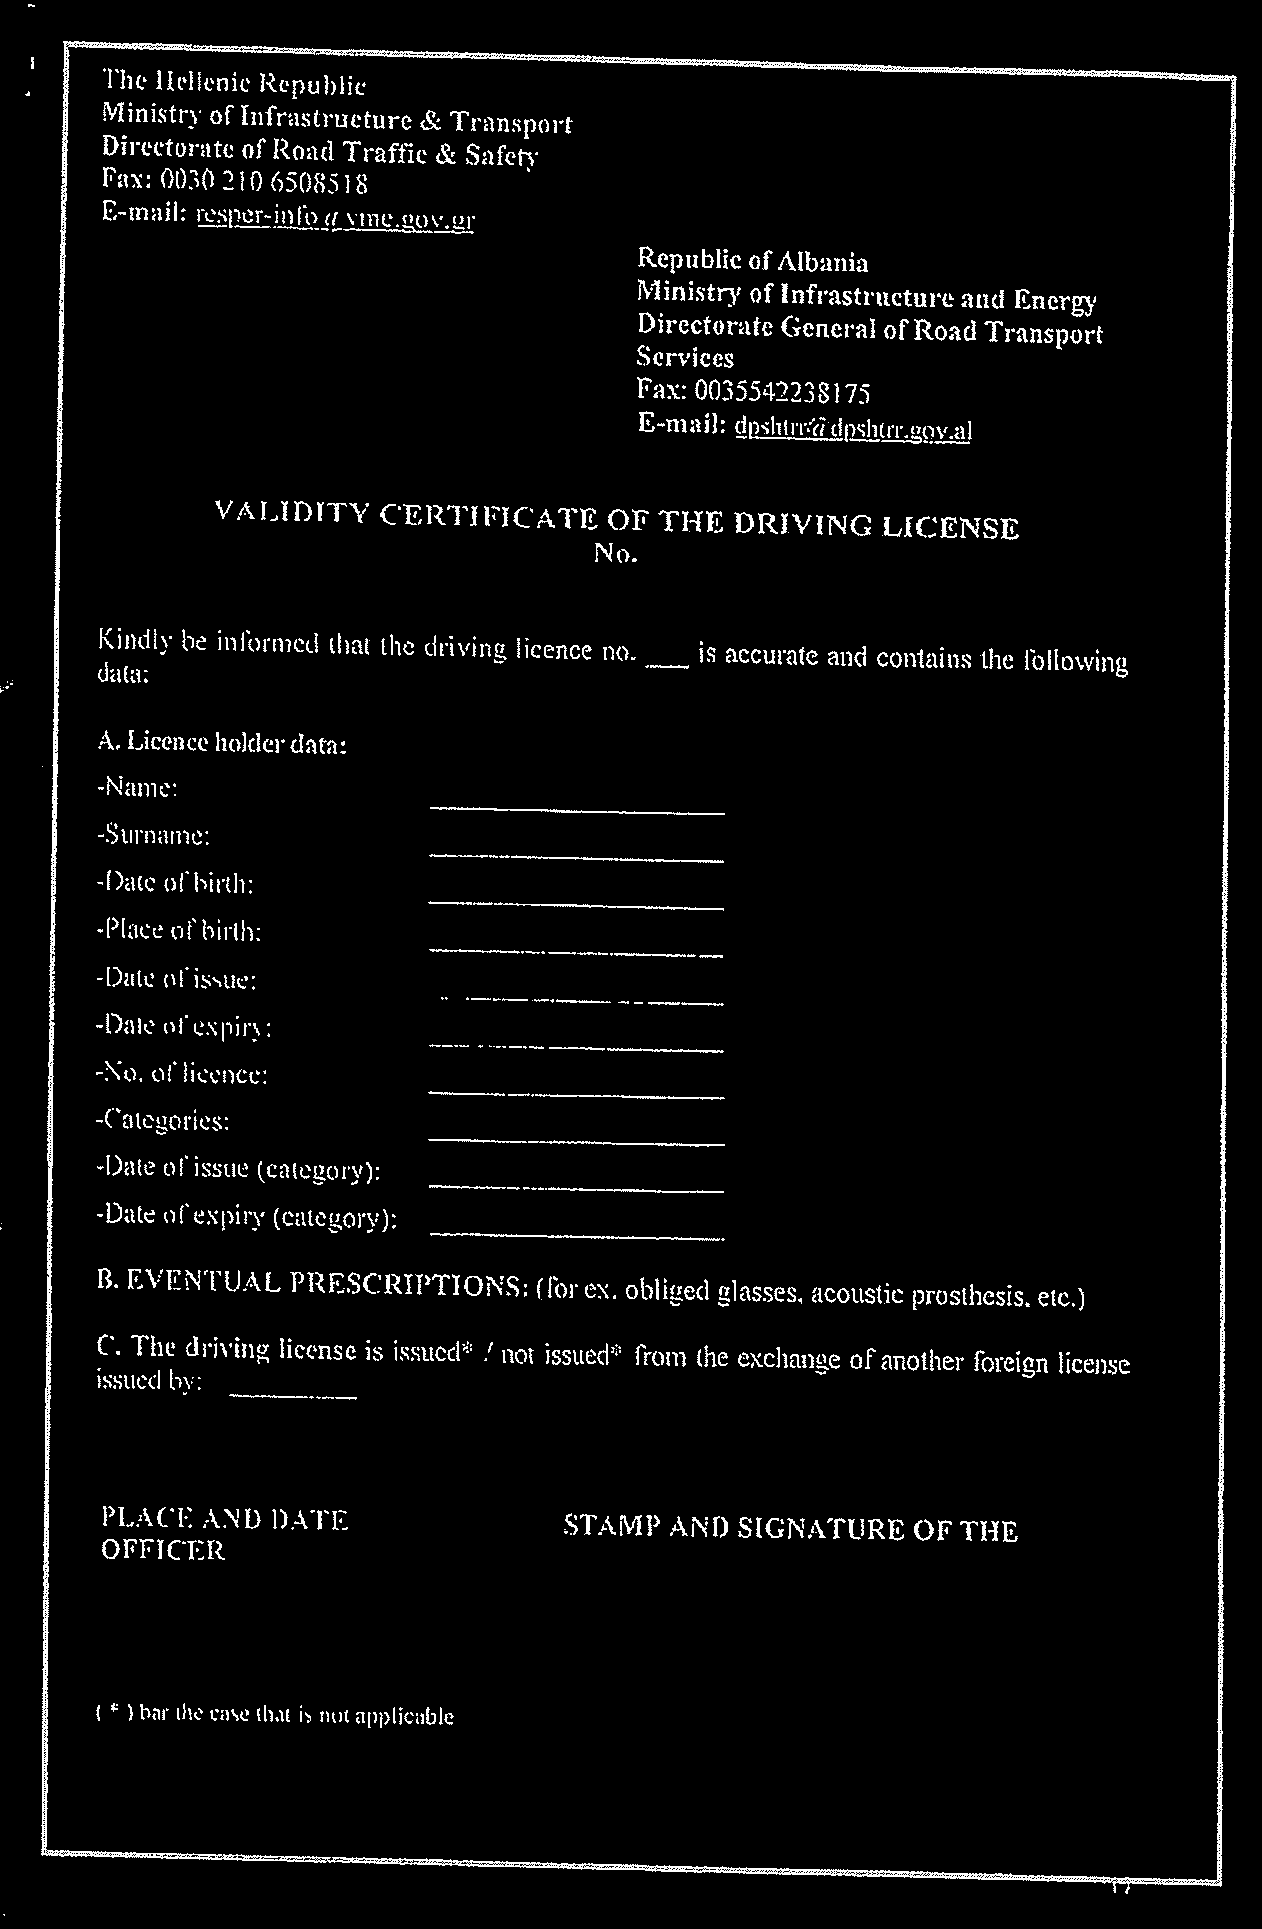 The Hellenic Republic
Ministry of Infrastructure & Transport
Directorate of Road Traffic & Safety
Fax: 0030 210 6508518
E-mail: resper-info@yme.gov.gr
Republic of Albania
Ministry of Infrastructure and Energy
Directorate General of Road Transport
Services
Fax: 0035542238175
E-mail: dpshtrr@dpshtrr.gov.al
VALIDITY CERTIFICATE OF THE DRIVING LICENSE
No.
Kindly be informed that the driving licence no. ___ is accurate and contains the following
data:
A. Licence holder data:
-Name:
-Surname:
-Date of birth:
-Place of birth:
-Date of issue:
-Date of expiry:
-No. of licence:
-Categories:
-Date of issue (category):
-Date of expiry (category):
B. EVENTUAL PRESCRIPTIONS: (for ex. obliged glasses, acoustic prosthesis, etc.)
C. The driving license is issued* / not issued* from the exchange of another foreign license
issued by: _________
PLACE AND DATE STAMP AND SIGNATURE OF THE
OFFICER
( * ) bar the case that is not applicable